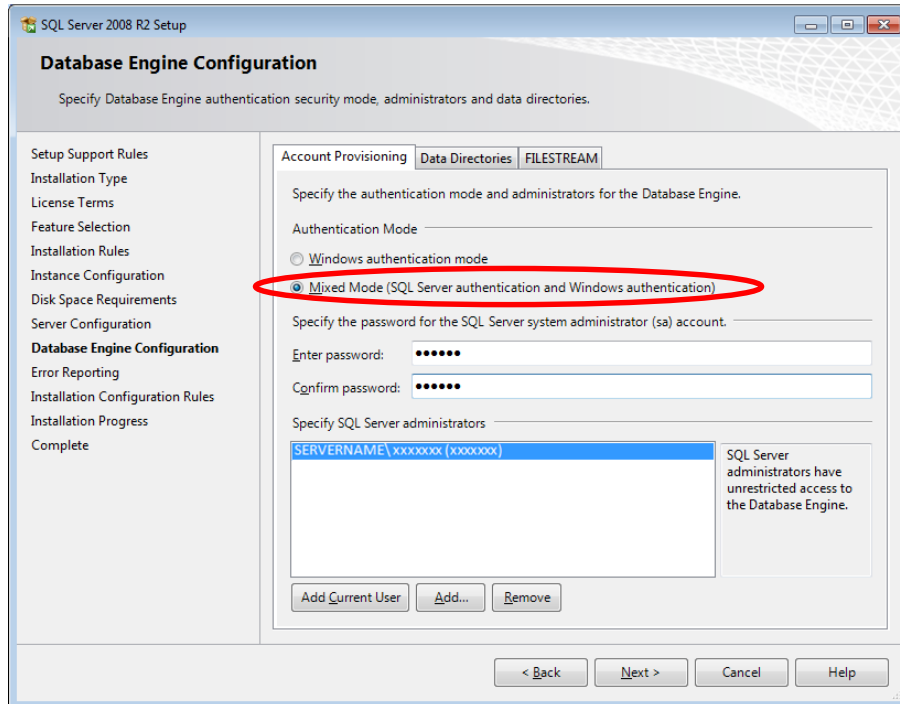 SQL Server 2008 R2 Setup
Database Engine Configuration
Specify Database Engine authentication security mode, administrators and data directories.
Setup Support Rules
Installation Type
License Terms
Feature Selection
Installation Rules
Instance Configuration
Disk Space Requirements
Server Configuration
Database Engine Configuration
Error Reporting
Installation Configuration Rules
Installation Progress
Complete
Account Provisioning Data Directories FILESTREAM
Specify the authentication mode and administrators for the Database Engine.
Authentication Mode
Windows authentication mode
Mixed Mode (SQL Server authentication and Windows authentication)
Specify the password for the SQL Server system administrator (sa) account.
Enter password: ●●●●●●
Confirm password: ●●●●●●
Specify SQL Server administrators
SERVERNAME\xxxxxxx (xxxxxxx)
SQL Server
administrators have
unrestricted access to
the Database Engine.
Add Current User Add... Remove
< Back Next > Cancel Help